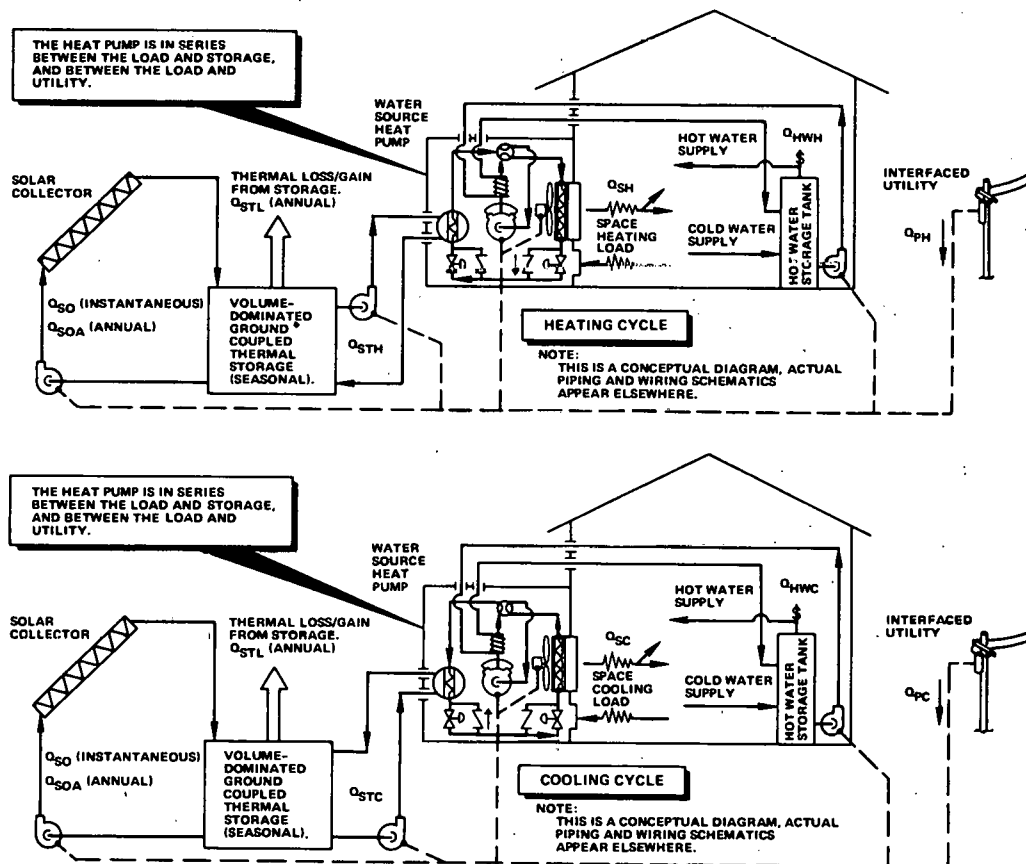 THE HEAT PUMP IS IN SERIES
BETWEEN THE LOAD AND STORAGE,
AND BETWEEN THE LOAD AND
UTILITY.
WATER
SOURCE
HEAT
PUMP
SOLAR
COLLECTOR
THERMAL LOSS/GAIN
FROM STORAGE.
QSTL (ANNUAL)
QSO (INSTANTANEOUS)
QSOA (ANNUAL)
VOLUME-
DOMINATED
GROUND
COUPLED
THERMAL
STORAGE
(SEASONAL).
QSTH
QSH
SPACE
HEATING
LOAD
HOT WATER
SUPPLY
COLD WATER
SUPPLY
QHWH
HOT WATER
STORAGE TANK
INTERFACED
UTILITY
QPH
HEATING CYCLE
NOTE:
THIS IS A CONCEPTUAL DIAGRAM, ACTUAL
PIPING AND WIRING SCHEMATICS
APPEAR ELSEWHERE.
THE HEAT PUMP IS IN SERIES
BETWEEN THE LOAD AND STORAGE,
AND BETWEEN THE LOAD AND
UTILITY.
WATER
SOURCE
HEAT
PUMP
SOLAR
COLLECTOR
THERMAL LOSS/GAIN
FROM STORAGE.
QSTL (ANNUAL)
QSO (INSTANTANEOUS)
QSOA (ANNUAL)
VOLUME-
DOMINATED
GROUND
COUPLED
THERMAL
STORAGE
(SEASONAL).
QSTC
QSC
SPACE
COOLING
LOAD
HOT WATER
SUPPLY
COLD WATER
SUPPLY
QHWC
HOT WATER
STORAGE TANK
INTERFACED
UTILITY
QPC
COOLING CYCLE
NOTE:
THIS IS A CONCEPTUAL DIAGRAM, ACTUAL
PIPING AND WIRING SCHEMATICS
APPEAR ELSEWHERE.